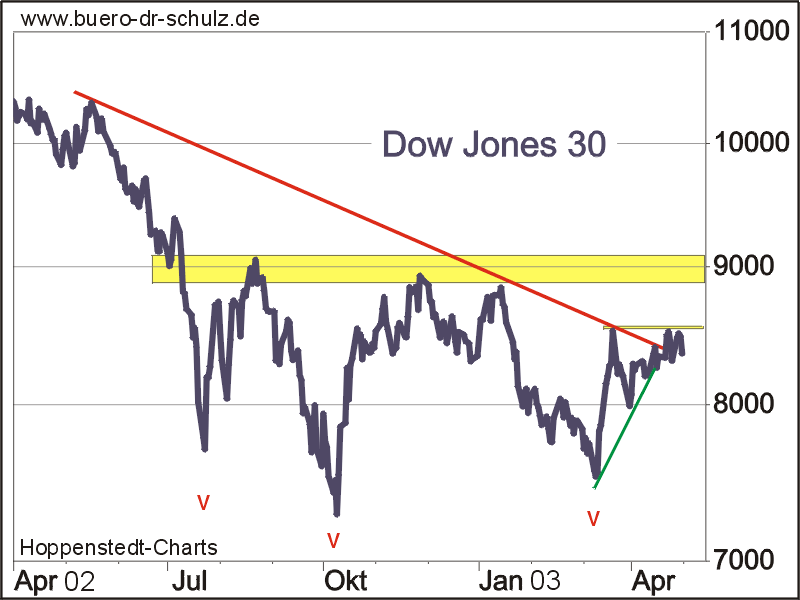 www.buero-dr-schulz.de
11000
Dow Jones 30
10000
9000
8000
v
v
v
Hoppenstedt-Charts
7000
Apr 02 Jul Okt Jan 03 Apr